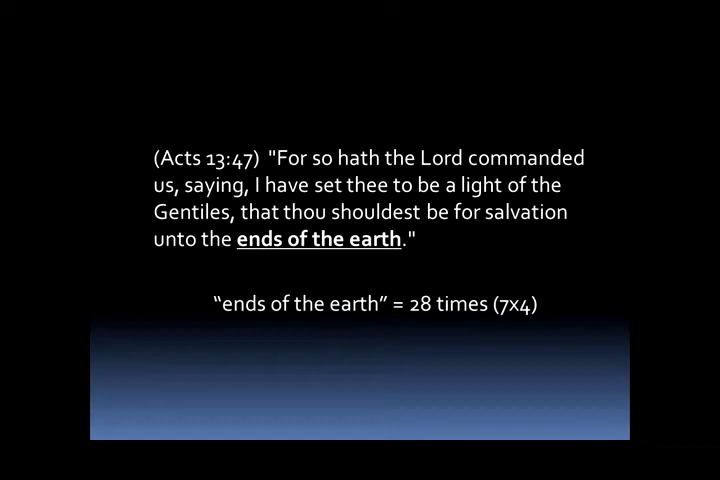 (Acts 13:47)  "For so hath the Lord commanded
us, saying, I have set thee to be a light of the
Gentiles, that thou shouldest be for salvation
unto the ends of the earth."
“ends of the earth” = 28 times (7x4)